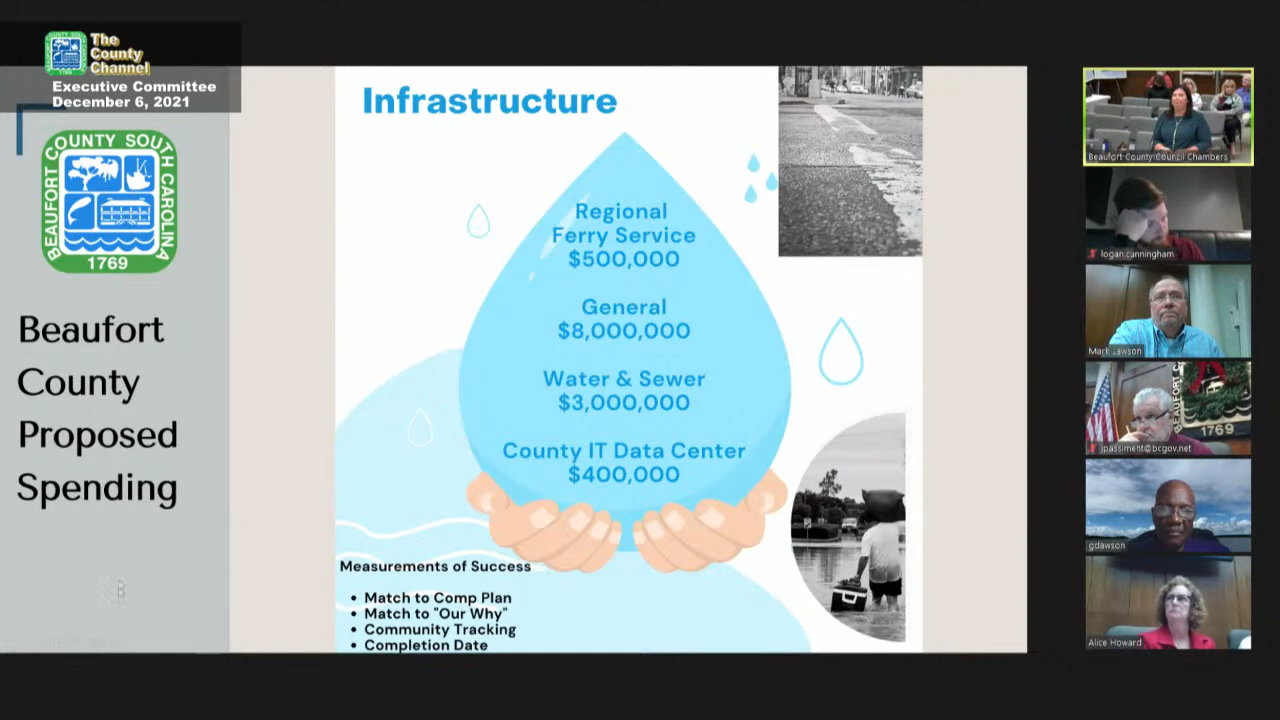 The
County
Channel
Executive Committee
December 6, 2021
BEAUFORT COUNTY SOUTH CAROLINA
1769
Beaufort
County
Proposed
Spending
Infrastructure
Regional
Ferry Service
$500,000
General
$8,000,000
Water & Sewer
$3,000,000
County IT Data Center
$400,000
Measurements of Success
• Match to Comp Plan
• Match to "Our Why"
• Community Tracking
• Completion Date
Beaufort County Council Chambers
logan.cunningham
Mark Lawson
1769
jpassiment@bcgov.net
gdawson
Alice Howard